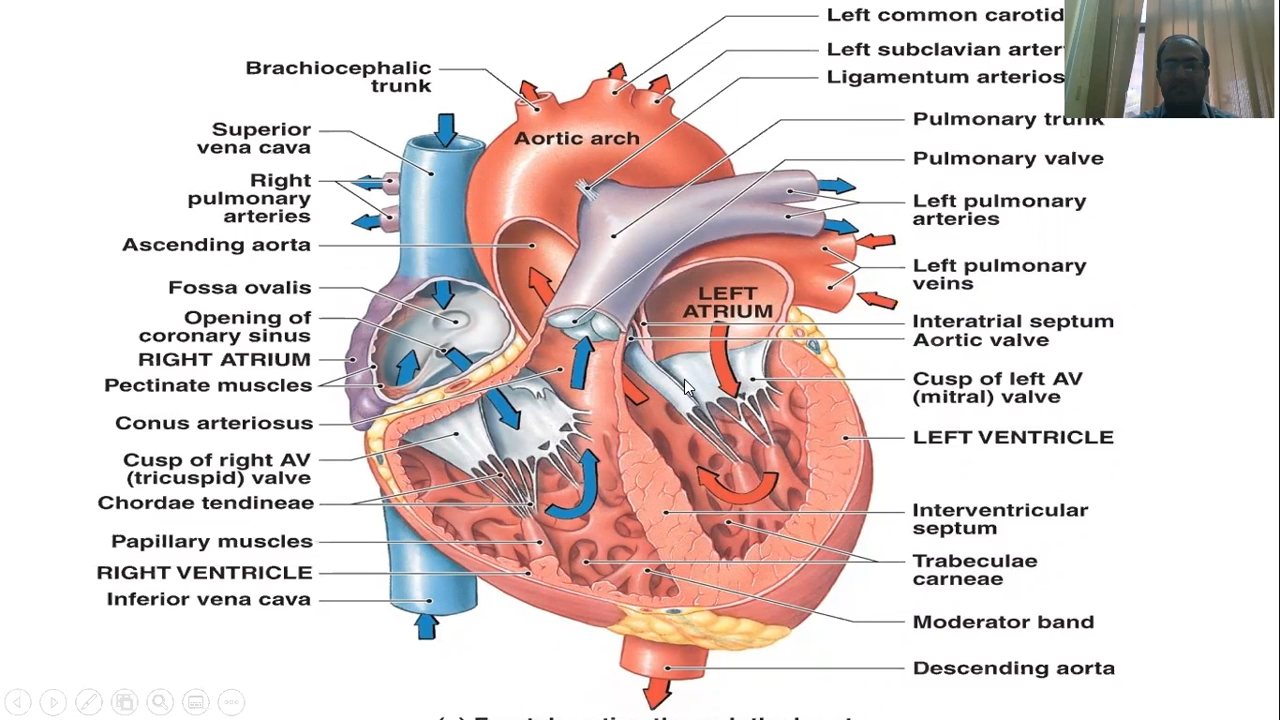 Left common carotid
Brachiocephalic
trunk
Left subclavian
Ligamentum
Aortic arch
Pulmonary trunk
Superior
vena cava
Pulmonary valve
Right
pulmonary
arteries
Left pulmonary
arteries
Ascending aorta
Left pulmonary
veins
Fossa ovalis
LEFT
ATRIUM
Opening of
coronary sinus
Interatrial septum
Aortic valve
RIGHT ATRIUM
Pectinate muscles
Cusp of left AV
(mitral) valve
Conus arteriosus
LEFT VENTRICLE
Cusp of right AV
(tricuspid) valve
Chordae tendineae
Interventricular
septum
Papillary muscles
Trabeculae
carneae
RIGHT VENTRICLE
Inferior vena cava
Moderator band
Descending aorta